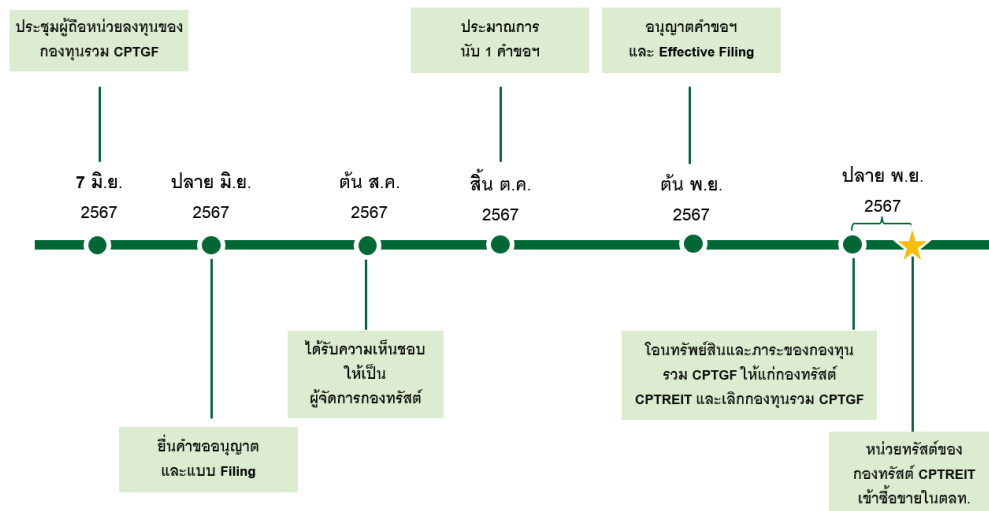 ประชุมผู้ถือหน่วยลงทุนของ
กองทุนรวม CPTGF
ประมาณการ
นับ 1 คำขอฯ
อนุญาตคำขอฯ
และ Effective Filing
7 มิ.ย.
2567
ปลาย มิ.ย.
2567
ต้น ส.ค.
2567
สิ้น ต.ค.
2567
ต้น พ.ย.
2567
ปลาย พ.ย.
2567
ได้รับความเห็นชอบ
ให้เป็น
ผู้จัดการกองทรัสต์
โอนทรัพย์สินและภาระของกองทุน
รวม CPTGF ให้แก่กองทรัสต์
CPTREIT และเลิกกองทุนรวม CPTGF
ยื่นคำขออนุญาต
และแบบ Filing
หน่วยทรัสต์ของ
กองทรัสต์ CPTREIT
เข้าซื้อขายในตลท.